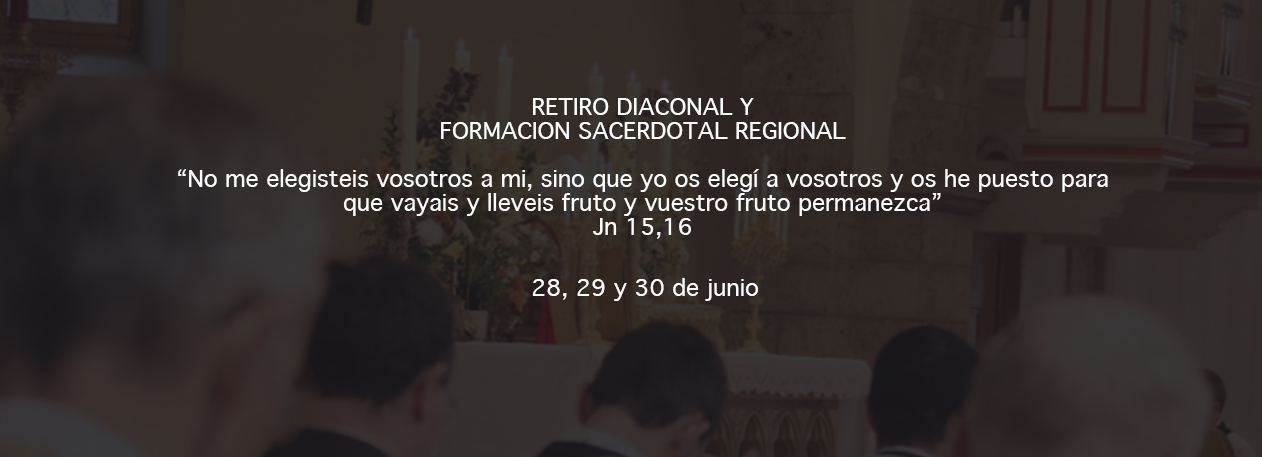 RETIRO DIACONAL Y
FORMACION SACERDOTAL REGIONAL
“No me elegisteis vosotros a mi, sino que yo os elegí a vosotros y os he puesto para
que vayais y lleveis fruto y vuestro fruto permanezca”
Jn 15,16
28, 29 y 30 de junio